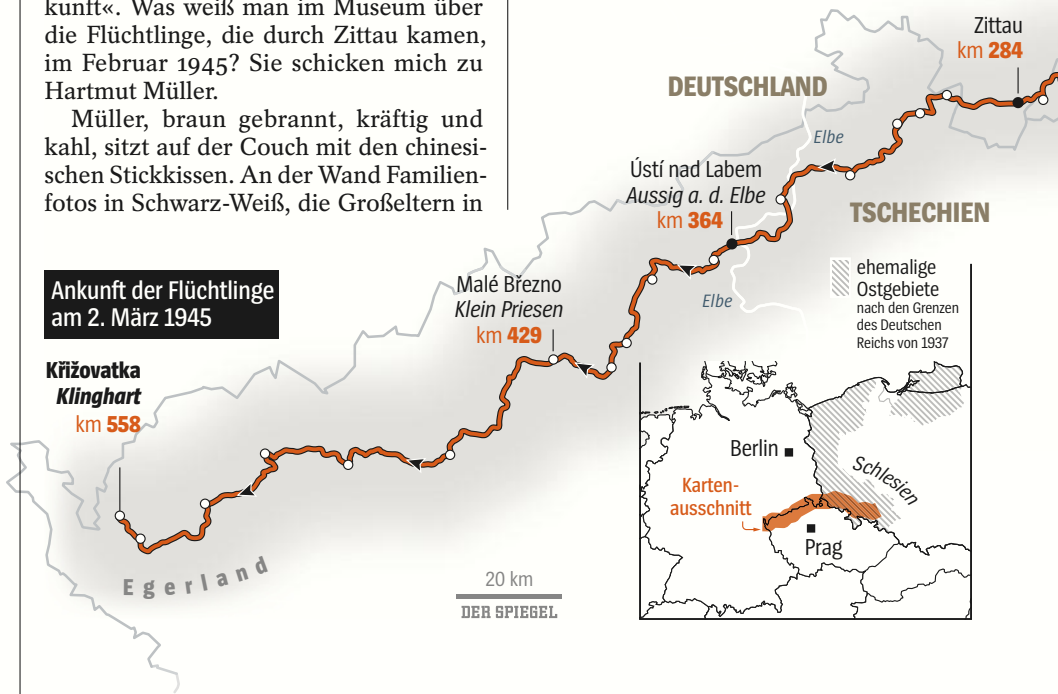 kunft«. Was weiß man im Museum über
die Flüchtlinge, die durch Zittau kamen,
im Februar 1945? Sie schicken mich zu
Hartmut Müller.
Müller, braun gebrannt, kräftig und
kahl, sitzt auf der Couch mit den chinesi-
schen Stickkissen. An der Wand Familien-
fotos in Schwarz-Weiß, die Großeltern in
Zittau
km 284
DEUTSCHLAND
Elbe
Ústí nad Labem
Aussig a. d. Elbe
km 364
TSCHECHIEN
Elbe
Malé Březno
Klein Priesen
km 429
Ankunft der Flüchtlinge
am 2. März 1945
Křižovatka
Klinghart
km 558
Egerland
20 km
DER SPIEGEL
ehemalige
Ostgebiete
nach den Grenzen
des Deutschen
Reichs von 1937
Berlin
Schlesien
Karten-
ausschnitt
Prag